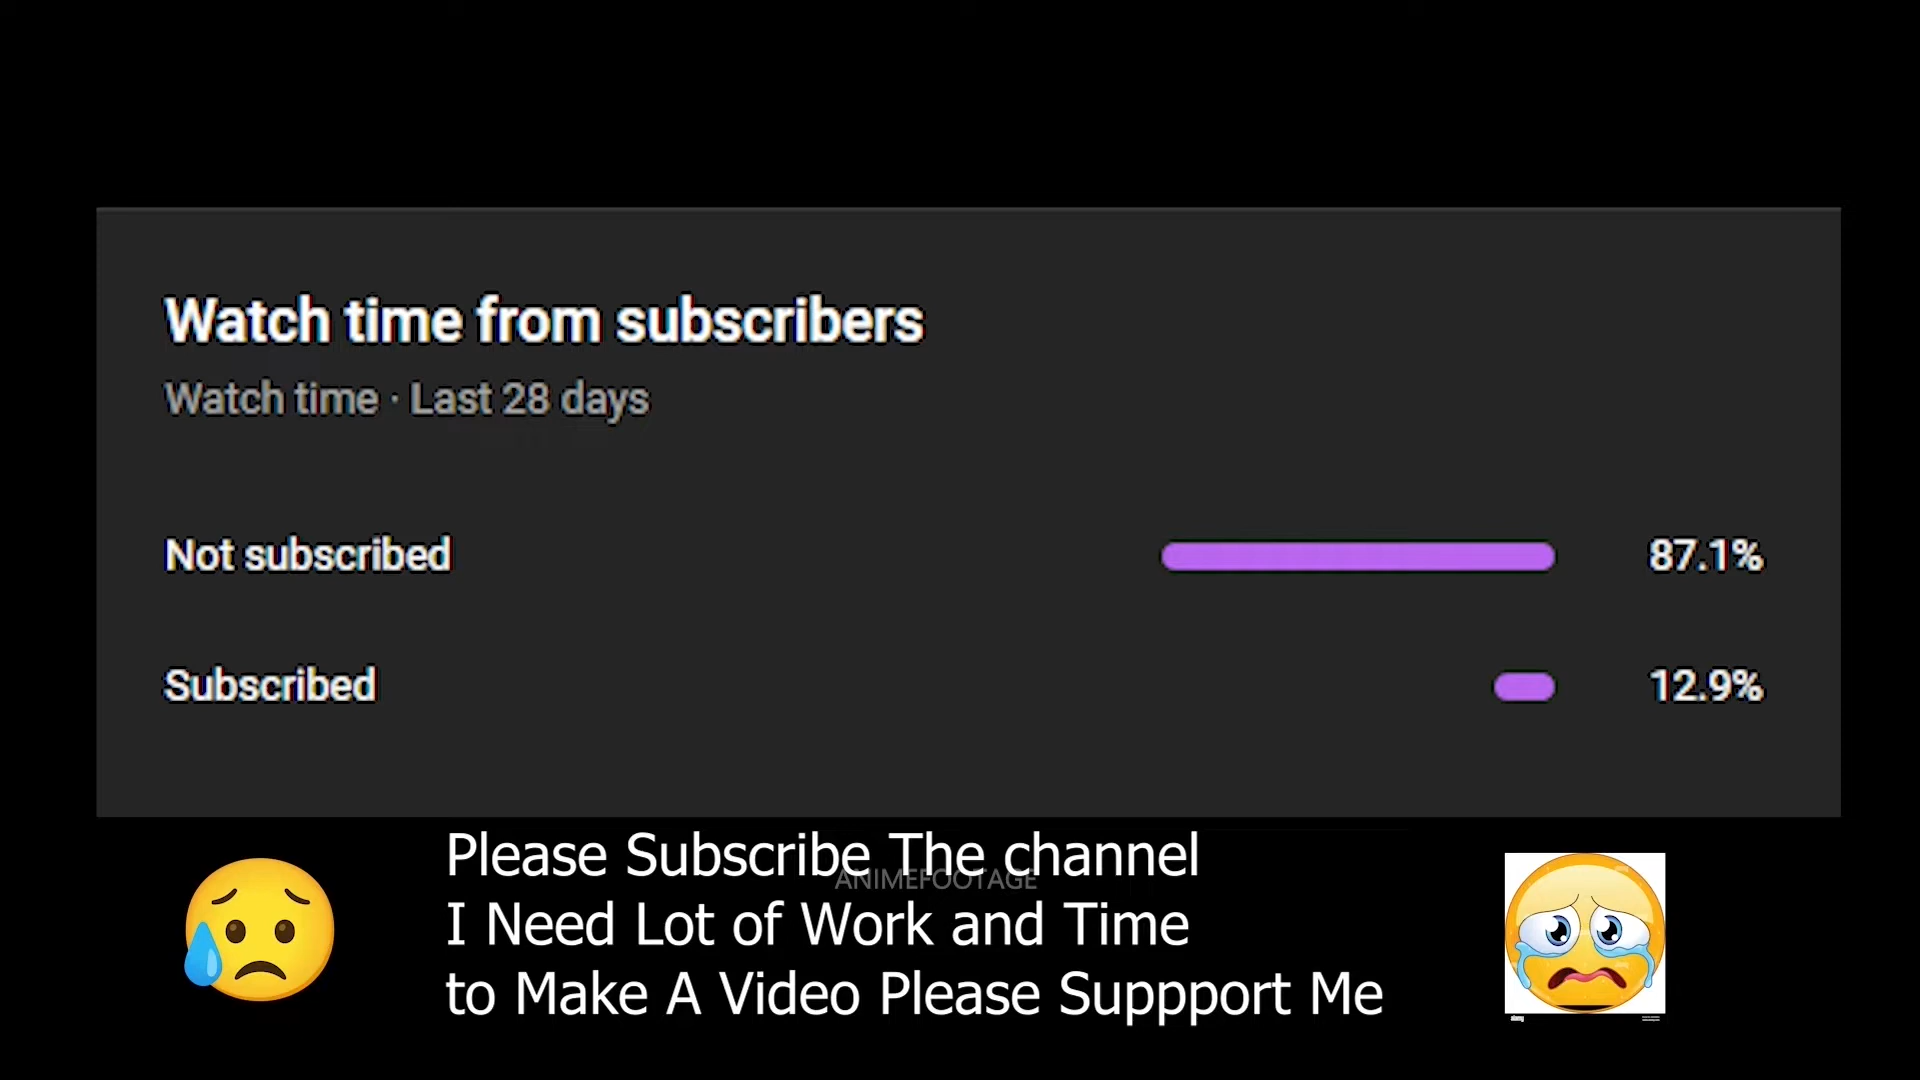 Watch time from subscribers
Watch time · Last 28 days
Not subscribed 87.1%
Subscribed 12.9%
Please Subscribe The channel
ANIMEFOOTAGE
I Need Lot of Work and Time
to Make A Video Please Suppport Me